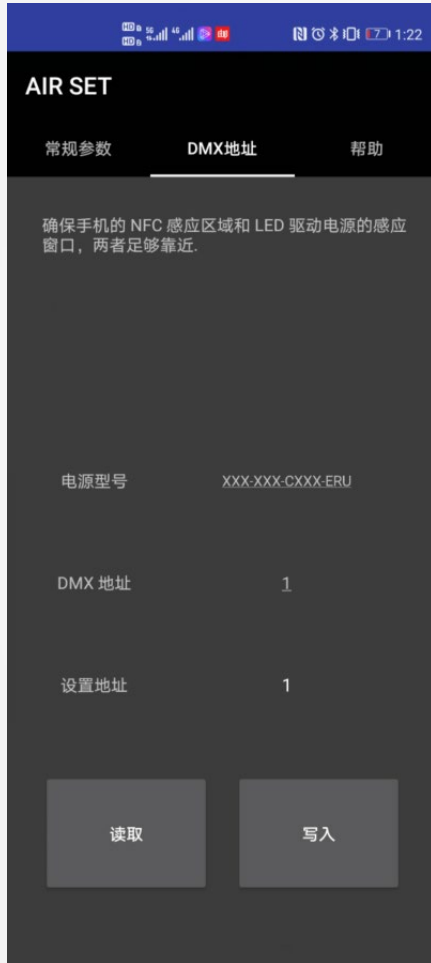 7 1:22
AIR SET
常规参数 DMX地址 帮助
确保手机的 NFC 感应区域和 LED 驱动电源的感应
窗口，两者足够靠近.
电源型号 XXX-XXX-CXXX-ERU
DMX 地址 1
设置地址 1
读取 写入